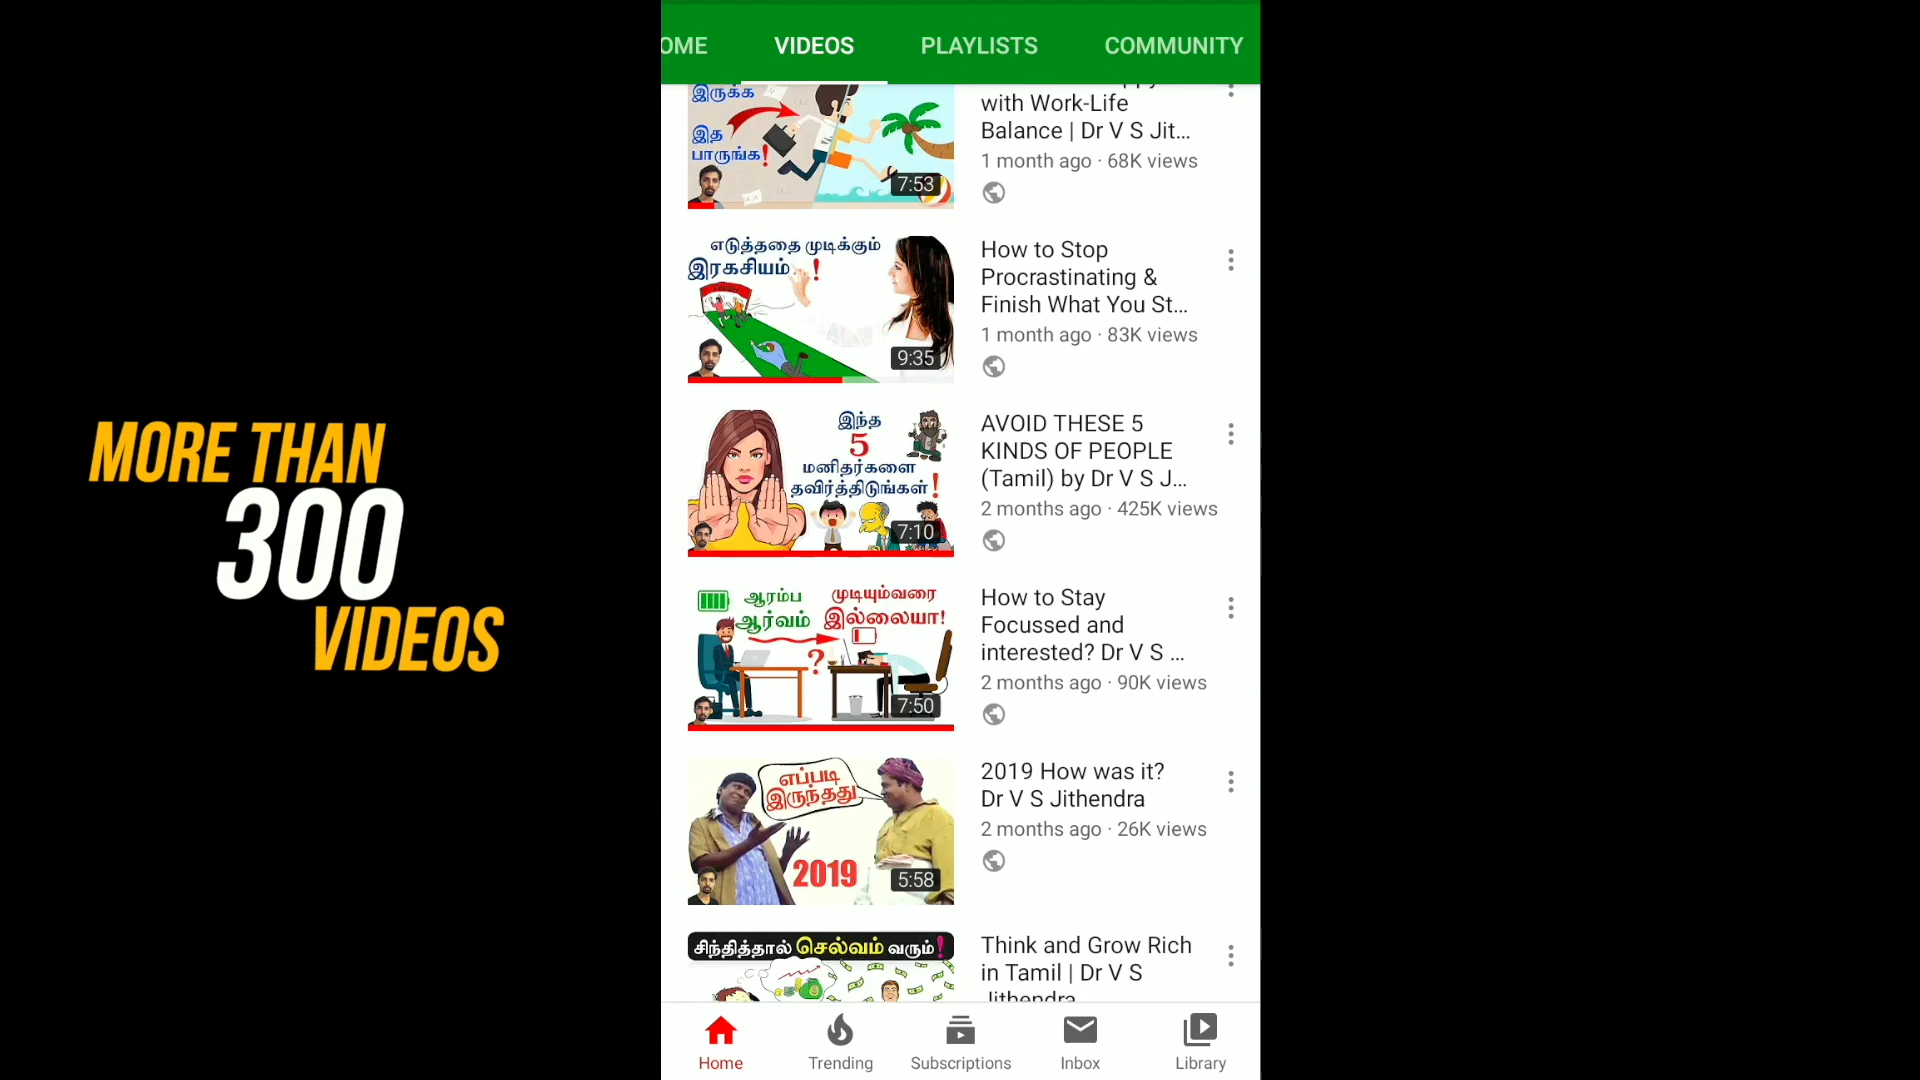 MORE THAN
300
VIDEOS
OME VIDEOS PLAYLISTS COMMUNITY
இருக்க
இத
பாருங்க!
7:53
with Work-Life
Balance | Dr V S Jit...
1 month ago · 68K views
எடுத்ததை முடிக்கும்
இரகசியம் !
9:35
How to Stop
Procrastinating &
Finish What You St...
1 month ago · 83K views
இந்த
5
மனிதர்களை
தவிர்த்திடுங்கள் !
7:10
AVOID THESE 5
KINDS OF PEOPLE
(Tamil) by Dr V S J...
2 months ago · 425K views
ஆரம்ப
ஆர்வம்
முடியும்வரை
இல்லையா!
?
7:50
How to Stay
Focussed and
interested? Dr V S ...
2 months ago · 90K views
எப்படி
இருந்தது
2019
5:58
2019 How was it?
Dr V S Jithendra
2 months ago · 26K views
சிந்தித்தால் செல்வம் வரும் !
Think and Grow Rich
in Tamil | Dr V S
Jithendra
Home Trending Subscriptions Inbox Library